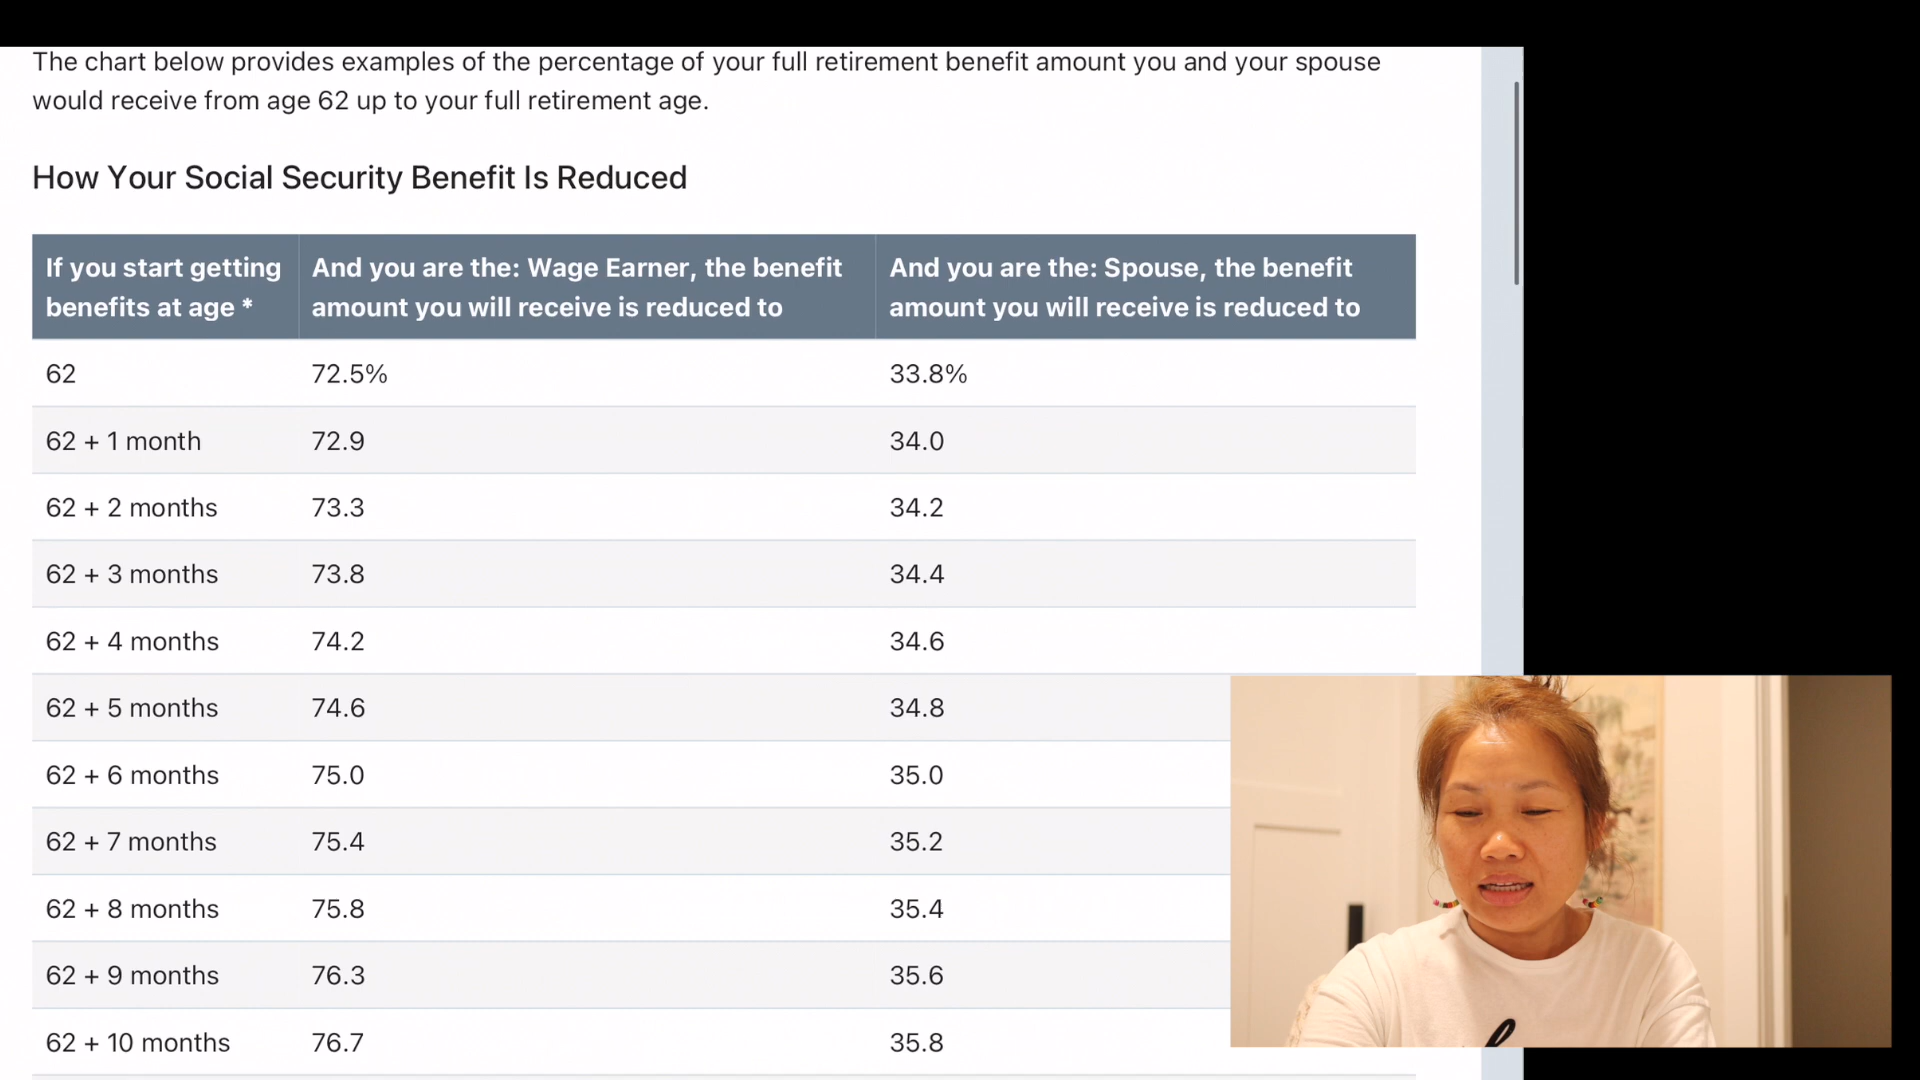 The chart below provides examples of the percentage of your full retirement benefit amount you and your spouse
would receive from age 62 up to your full retirement age.
How Your Social Security Benefit Is Reduced
If you start getting benefits at age * And you are the: Wage Earner, the benefit amount you will receive is reduced to And you are the: Spouse, the benefit amount you will receive is reduced to
62 72.5% 33.8%
62 + 1 month 72.9 34.0
62 + 2 months 73.3 34.2
62 + 3 months 73.8 34.4
62 + 4 months 74.2 34.6
62 + 5 months 74.6 34.8
62 + 6 months 75.0 35.0
62 + 7 months 75.4 35.2
62 + 8 months 75.8 35.4
62 + 9 months 76.3 35.6
62 + 10 months 76.7 35.8